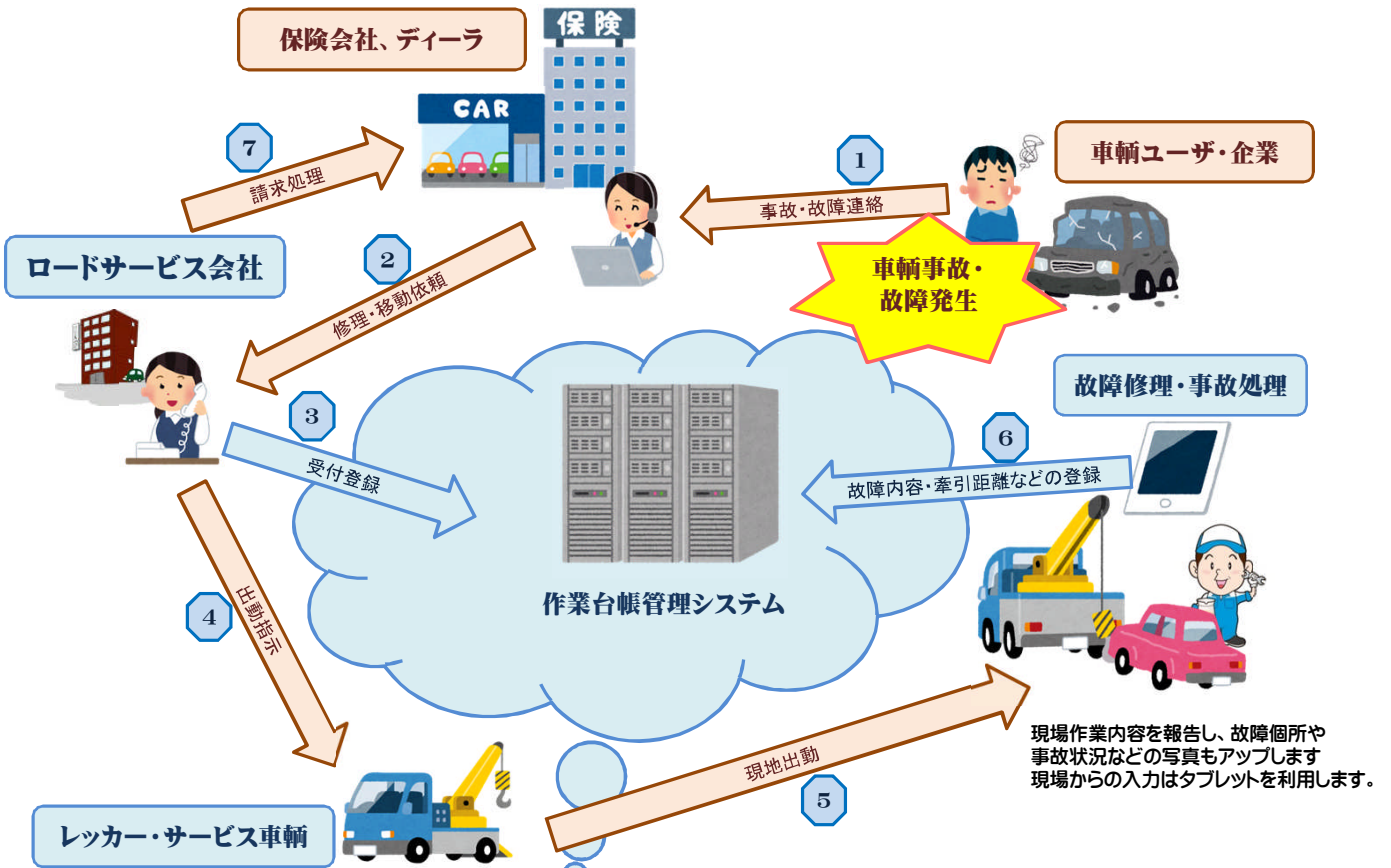 保険会社、ディーラ
保険
CAR
7
請求処理
1
事故・故障連絡
車輌ユーザ・企業
ロードサービス会社
2
修理・移動依頼
車輌事故・
故障発生
3
受付登録
故障修理・事故処理
6
故障内容・牽引距離などの登録
作業台帳管理システム
4
出動指示
現地出動
5
現場作業内容を報告し、故障個所や
事故状況などの写真もアップします
現場からの入力はタブレットを利用します。
レッカー・サービス車輌